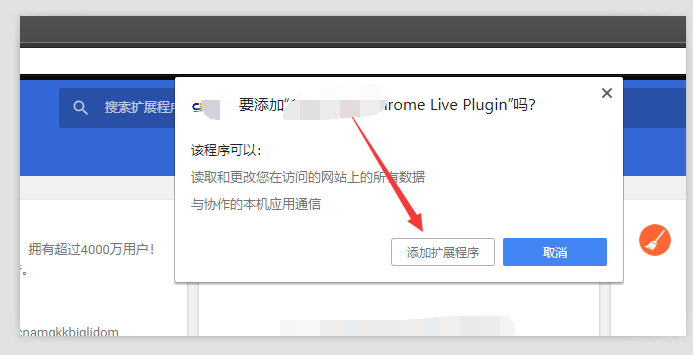 搜索扩展程序
要添加“ hrome Live Plugin”吗?
该程序可以：
读取和更改您在访问的网站上的所有数据
与协作的本机应用通信
添加扩展程序 取消
拥有超过4000万用户！
。
cnamgkkbiglidom